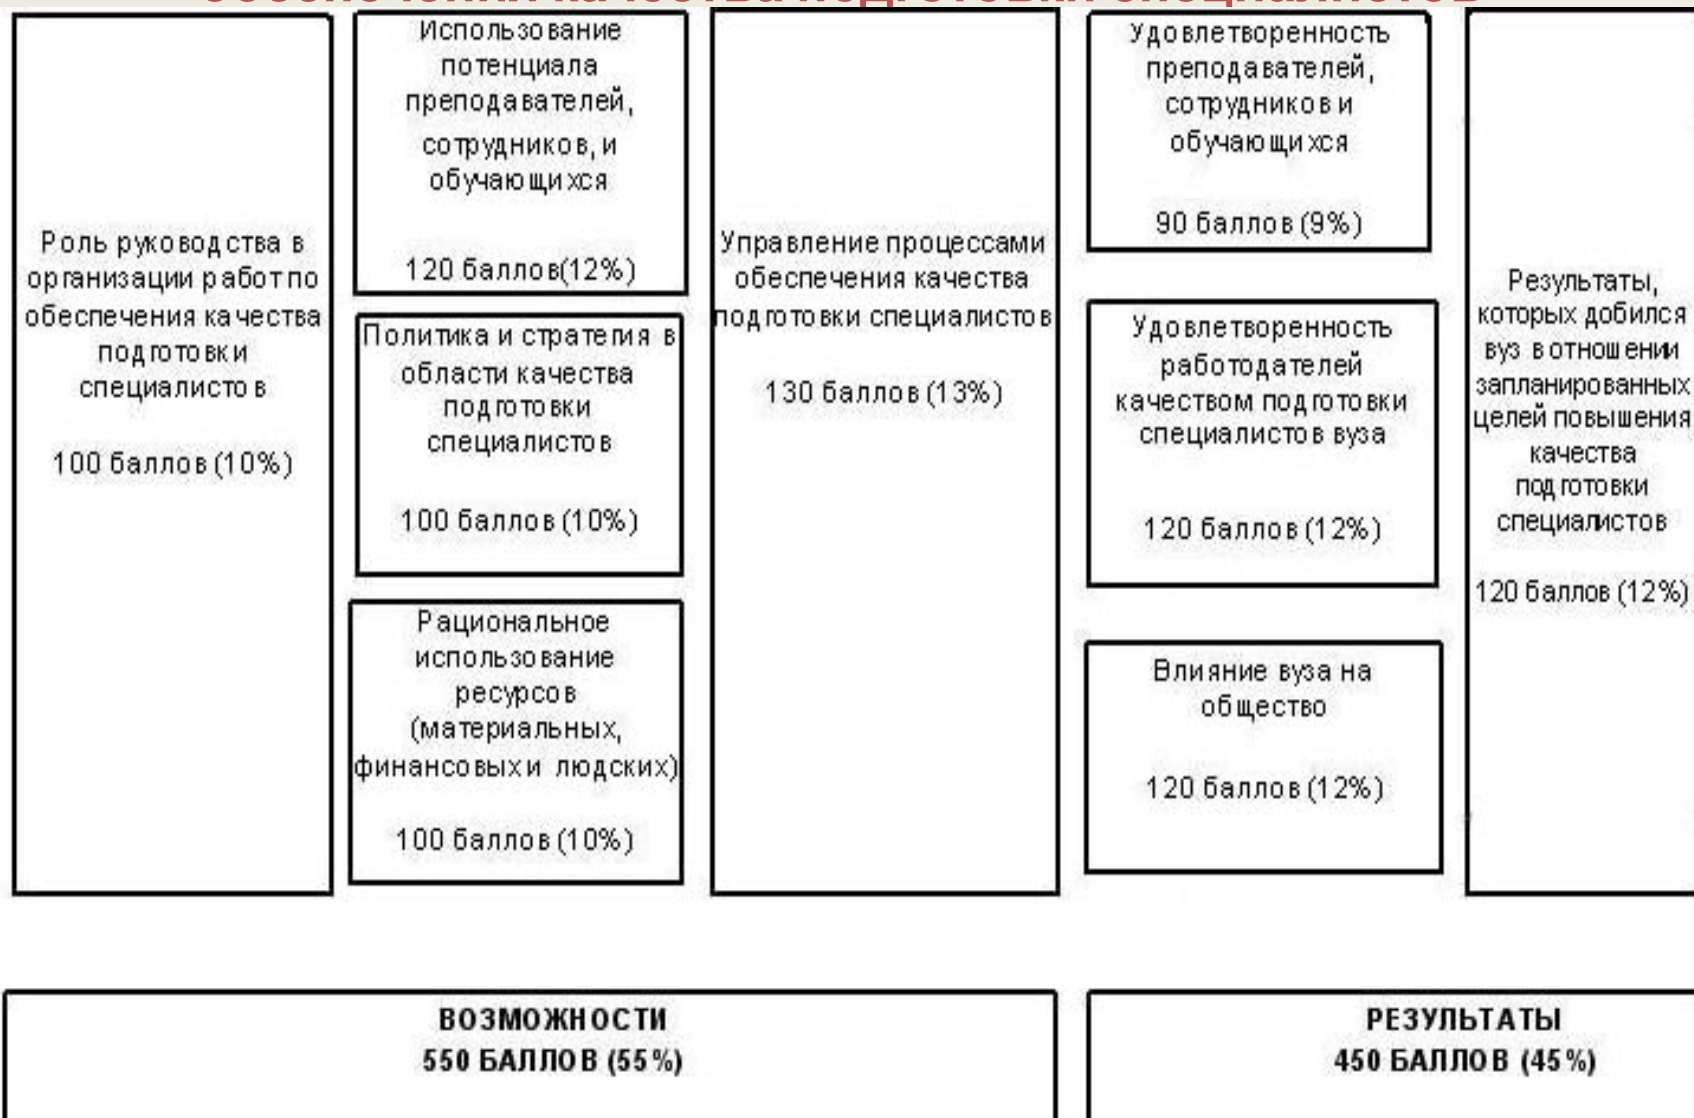 обеспечении качества подготовки специалистов
Роль руководства в
организации работ по
обеспечения качества
подготовки
специалистов
100 баллов (10%)
Использование
потенциала
преподавателей,
сотрудников, и
обучающихся
120 баллов(12%)
Политика и стратегия в
области качества
подготовки
специалистов
100 баллов (10%)
Рациональное
использование
ресурсов
(материальных,
финансовых и людских)
100 баллов (10%)
Управление процессами
обеспечения качества
подготовки специалистов
130 баллов (13%)
Удовлетворенность
преподавателей,
сотрудников и
обучающихся
90 баллов (9%)
Удовлетворенность
работодателей
качеством подготовки
специалистов вуза
120 баллов (12%)
Влияние вуза на
общество
120 баллов (12%)
Результаты,
которых добился
вуз в отношении
запланированных
целей повышения
качества
подготовки
специалистов
120 баллов (12%)
ВОЗМОЖНОСТИ
550 БАЛЛОВ (55%)
РЕЗУЛЬТАТЫ
450 БАЛЛОВ (45%)